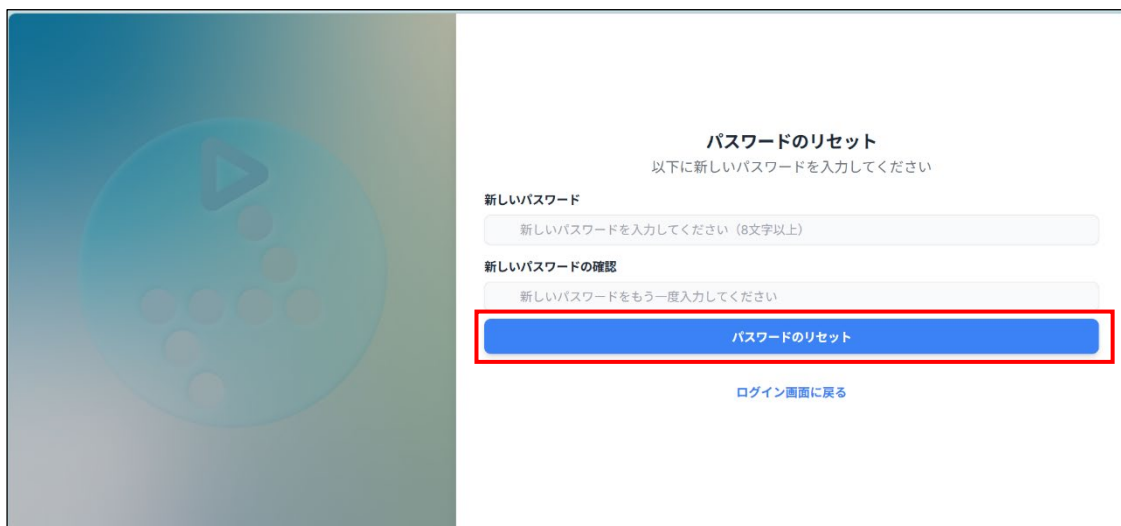 パスワードのリセット
以下に新しいパスワードを入力してください
新しいパスワード
新しいパスワードを入力してください（8文字以上）
新しいパスワードの確認
新しいパスワードをもう一度入力してください
パスワードのリセット
ログイン画面に戻る